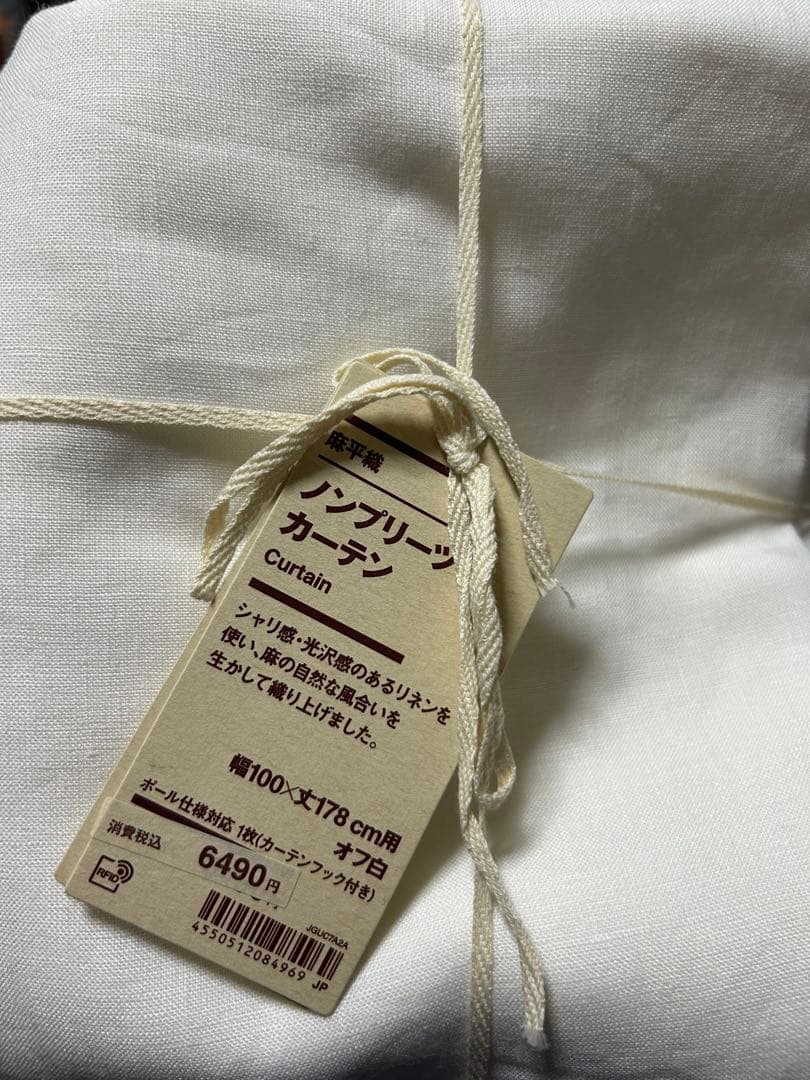 麻平織
ノンプリーツ
カーテン
Curtain
シャリ感・光沢感のあるリネンを
使い、麻の自然な風合いを
生かして織り上げました。
幅100×丈178cm用
オフ白
ポール仕様対応 1枚(カーテンフック付き)
消費税込 6490円
RFID
JGUC7A2A
4550512084969 JP